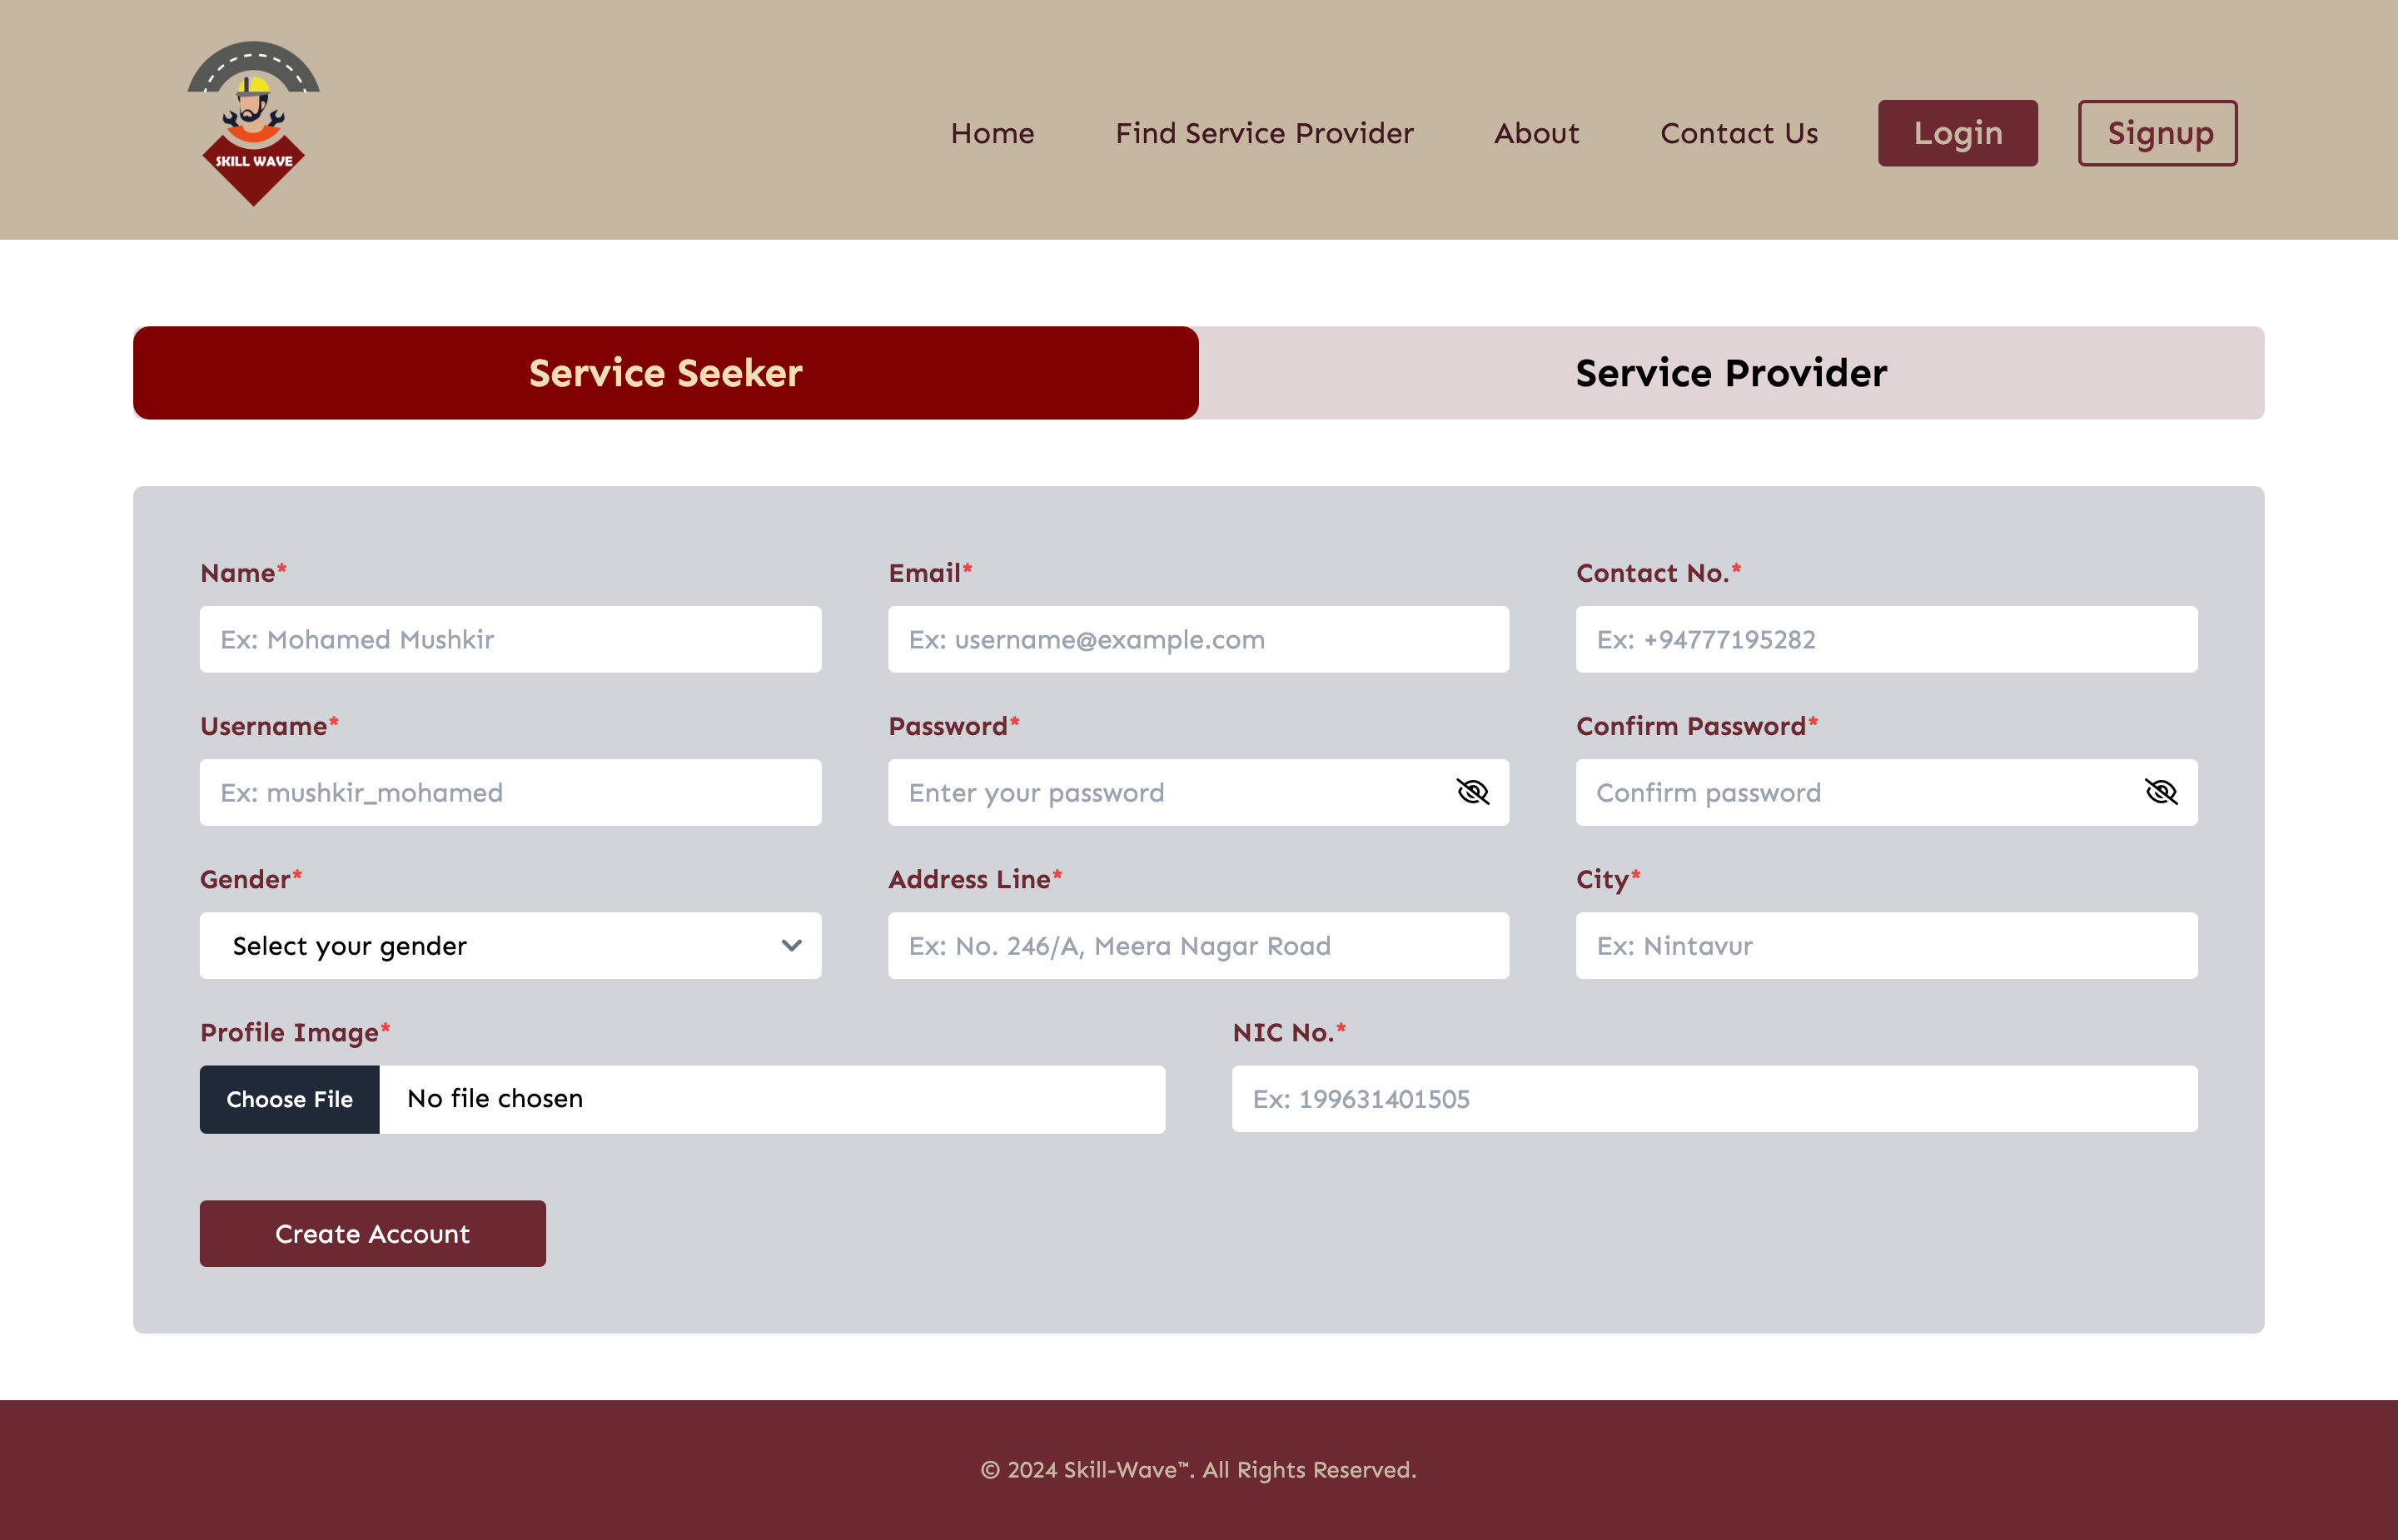 SKILL WAVE
Home Find Service Provider About Contact Us Login Signup
Service Seeker Service Provider
Name* Email* Contact No.*
Ex: Mohamed Mushkir Ex: username@example.com Ex: +94777195282
Username* Password* Confirm Password*
Ex: mushkir_mohamed Enter your password Confirm password
Gender* Address Line* City*
Select your gender Ex: No. 246/A, Meera Nagar Road Ex: Nintavur
Profile Image* NIC No.*
Choose File No file chosen Ex: 199631401505
Create Account
© 2024 Skill-Wave™. All Rights Reserved.